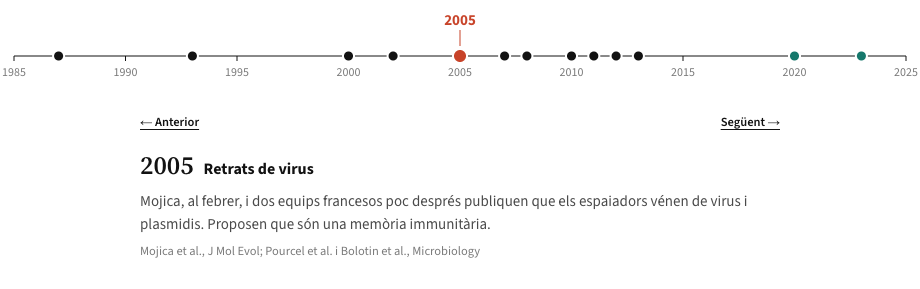 2005
1985 1990 1995 2000 2005 2010 2015 2020 2025
← Anterior Següent →
2005 Retrats de virus
Mojica, al febrer, i dos equips francesos poc després publiquen que els espaiadors vénen de virus i
plasmidis. Proposen que són una memòria immunitària.
Mojica et al., J Mol Evol; Pourcel et al. i Bolotin et al., Microbiology